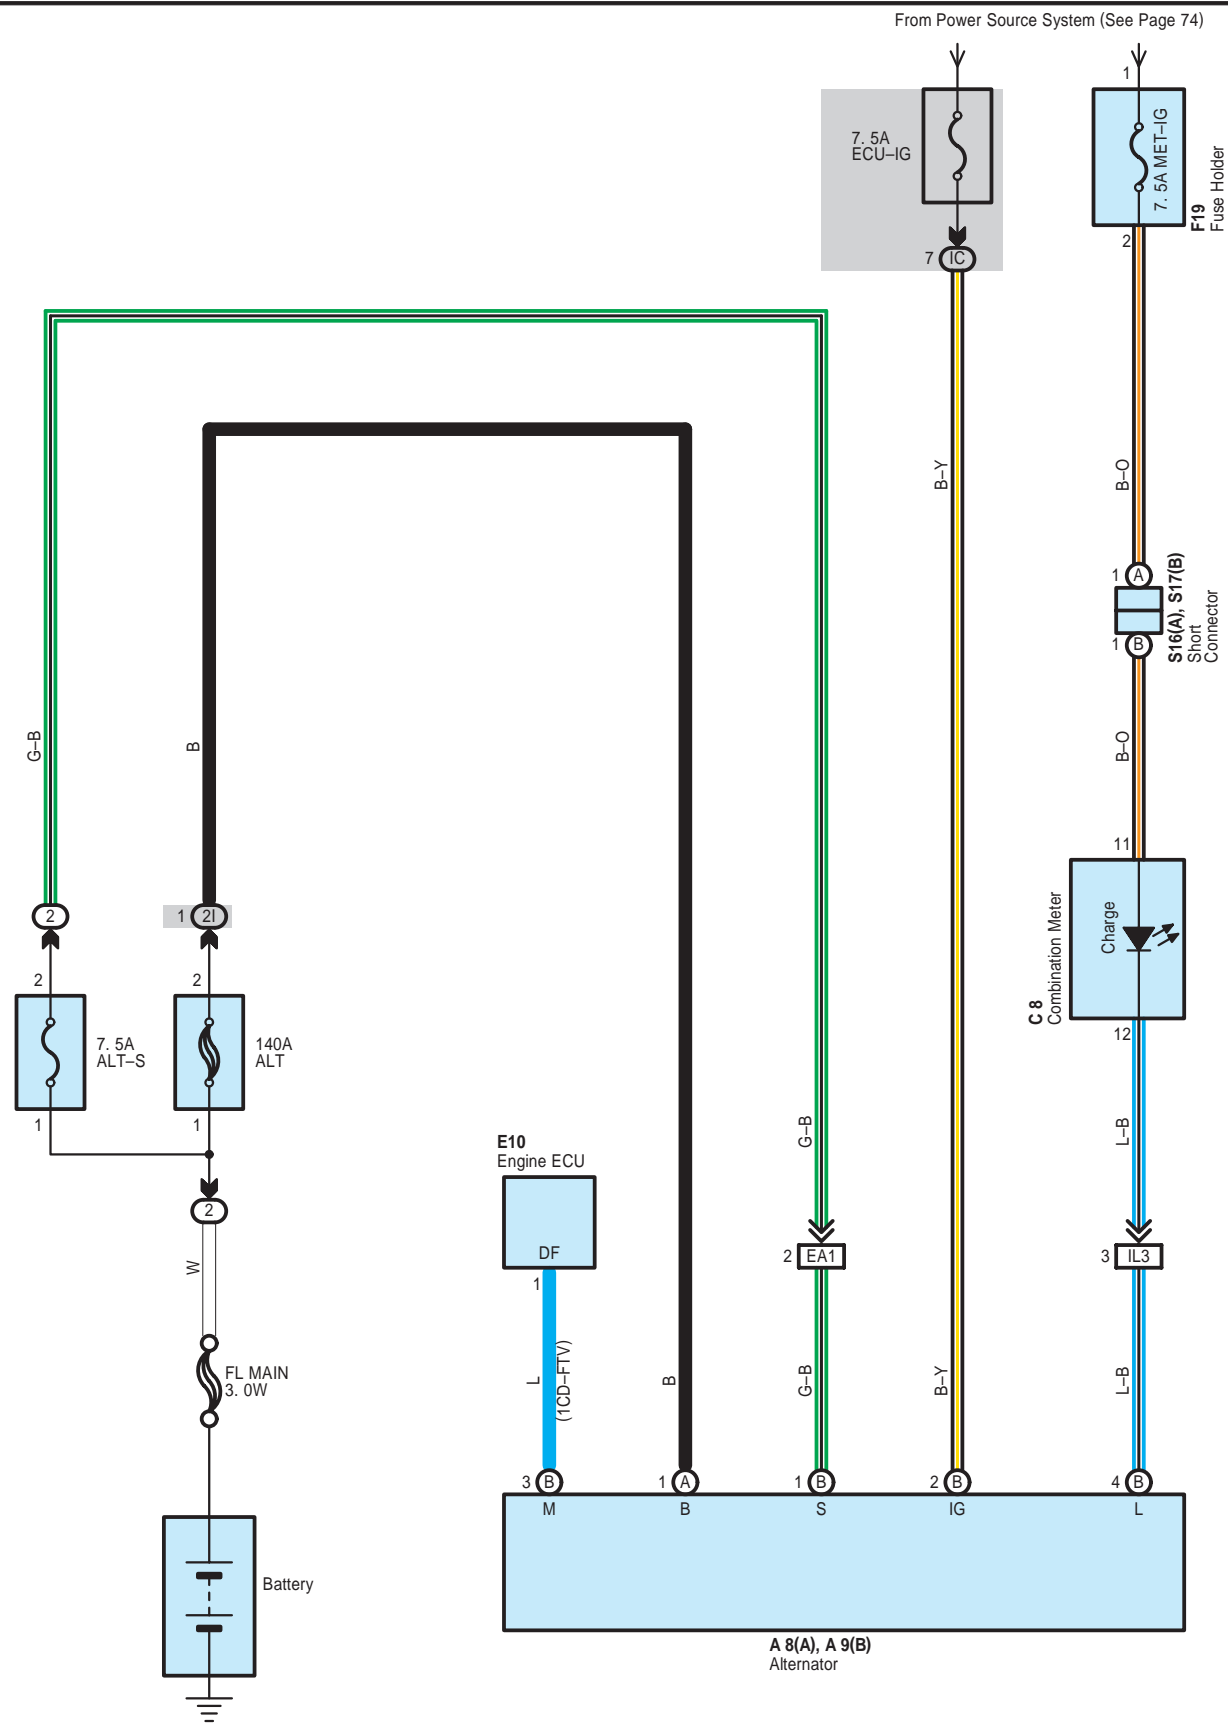 From Power Source System (See Page 74)
1
7. 5A
ECU–IG
7. 5A MET–IG
F19
Fuse Holder
2
7 IC
B–Y
B–O
1 A
S16(A), S17(B)
Short
Connector
1 B
G–B
B
B–O
11
2
1 2I
Charge
C 8
Combination Meter
2
2
7. 5A
ALT–S
140A
ALT
12
1
1
E10
Engine ECU
G–B
L–B
2
DF
2 EA1
3 IL3
W
1
FL MAIN
3. 0W
L
(1CD–FTV)
B
G–B
B–Y
L–B
3 B
1 A
1 B
2 B
4 B
M
B
S
IG
L
Battery
A 8(A), A 9(B)
Alternator